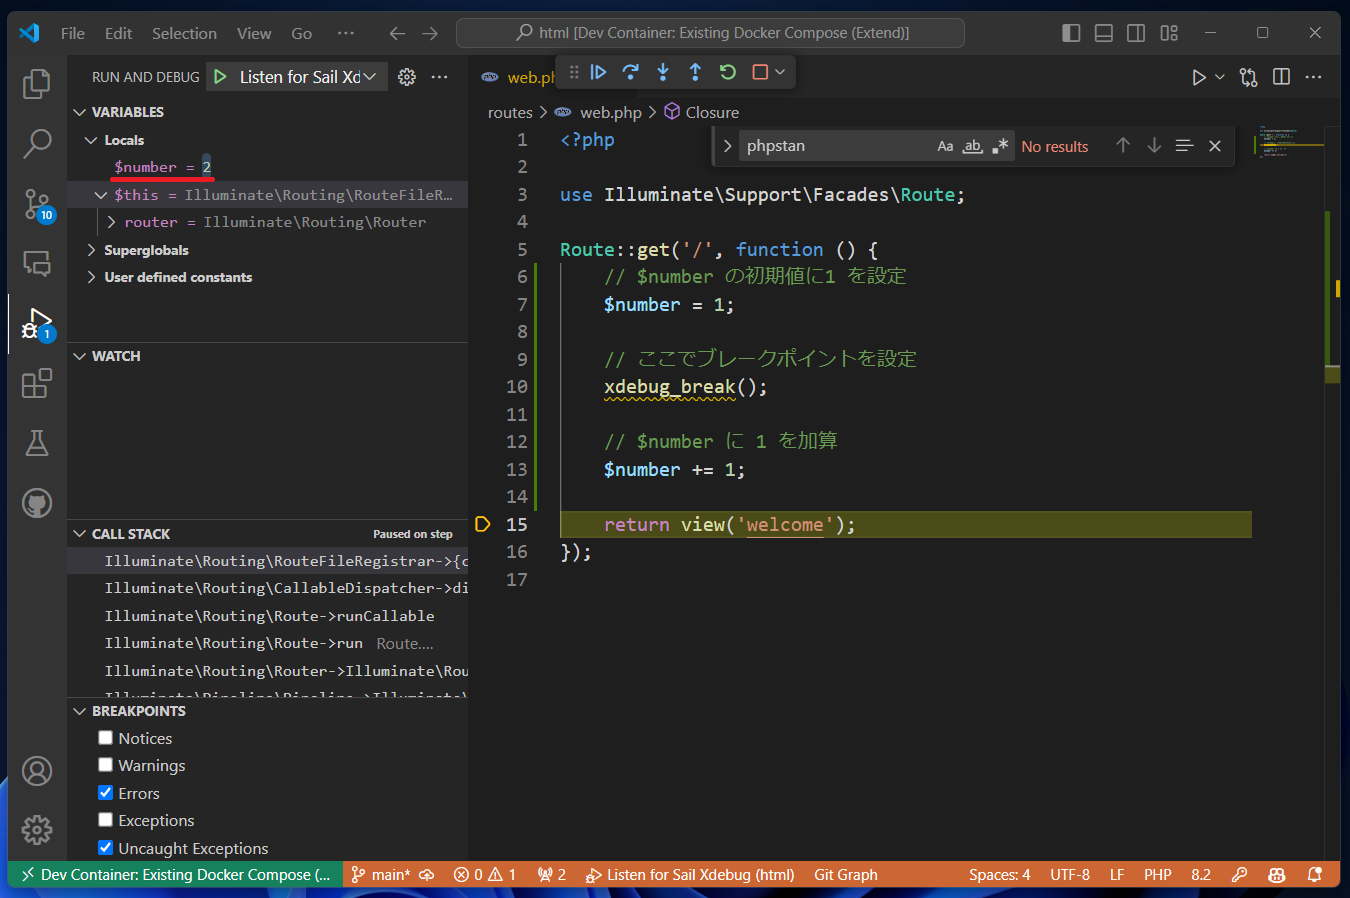 File Edit Selection View Go ··· html [Dev Container: Existing Docker Compose (Extend)]
RUN AND DEBUG Listen for Sail Xd
VARIABLES
Locals
$number = 2
$this = Illuminate\Routing\RouteFileR…
router = Illuminate\Routing\Router
Superglobals
User defined constants
WATCH
CALL STACK Paused on step
Illuminate\Routing\RouteFileRegistrar->{c
Illuminate\Routing\CallableDispatcher->di
Illuminate\Routing\Route->runCallable
Illuminate\Routing\Route->run Route....
Illuminate\Routing\Router->Illuminate\Rou
Illuminate\Pipeline\Pipeline->Illuminate\
BREAKPOINTS
Notices
Warnings
Errors
Exceptions
Uncaught Exceptions
10
1
web.ph
routes > web.php > Closure
phpstan Aa ab .* No results
1 <?php
2
3 use Illuminate\Support\Facades\Route;
4
5 Route::get('/', function () {
6 // $number の初期値に1 を設定
7 $number = 1;
8
9 // ここでブレークポイントを設定
10 xdebug_break();
11
12 // $number に 1 を加算
13 $number += 1;
14
15 return view('welcome');
16 });
17
Dev Container: Existing Docker Compose (... main* 0 1 2 Listen for Sail Xdebug (html) Git Graph Spaces: 4 UTF-8 LF PHP 8.2